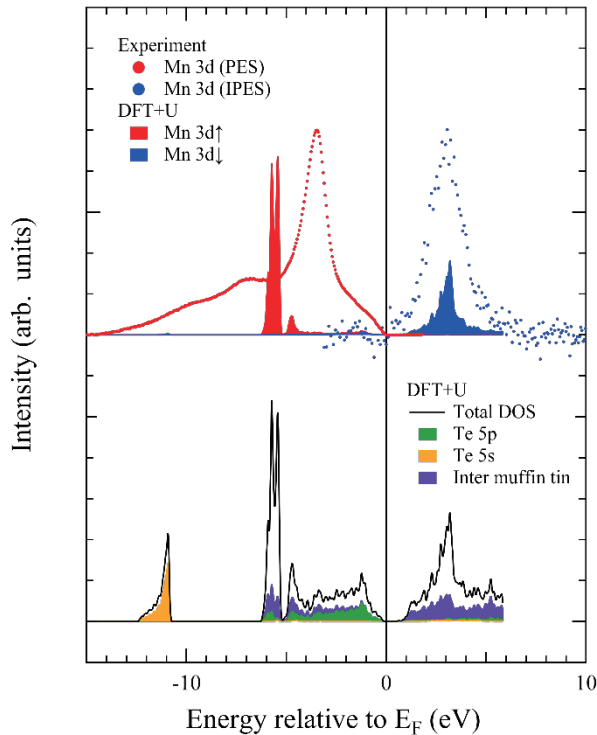 Experiment
Mn 3d (PES)
Mn 3d (IPES)
DFT+U
Mn 3d↑
Mn 3d↓
Intensity (arb. units)
DFT+U
Total DOS
Te 5p
Te 5s
Inter muffin tin
-10 0 10
Energy relative to E_F (eV)